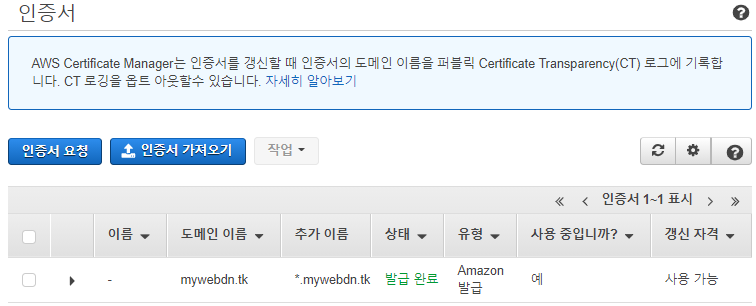 인증서
AWS Certificate Manager는 인증서를 갱신할 때 인증서의 도메인 이름을 퍼블릭 Certificate Transparency(CT) 로그에 기록합
니다. CT 로깅을 옵트 아웃할수 있습니다. 자세히 알아보기
인증서 요청 인증서 가져오기 작업
« ‹ 인증서 1~1 표시 › »
이름 도메인 이름 추가 이름 상태 유형 사용 중입니까? 갱신 자격
- mywebdn.tk *.mywebdn.tk 발급 완료 Amazon 예 사용 가능
발급